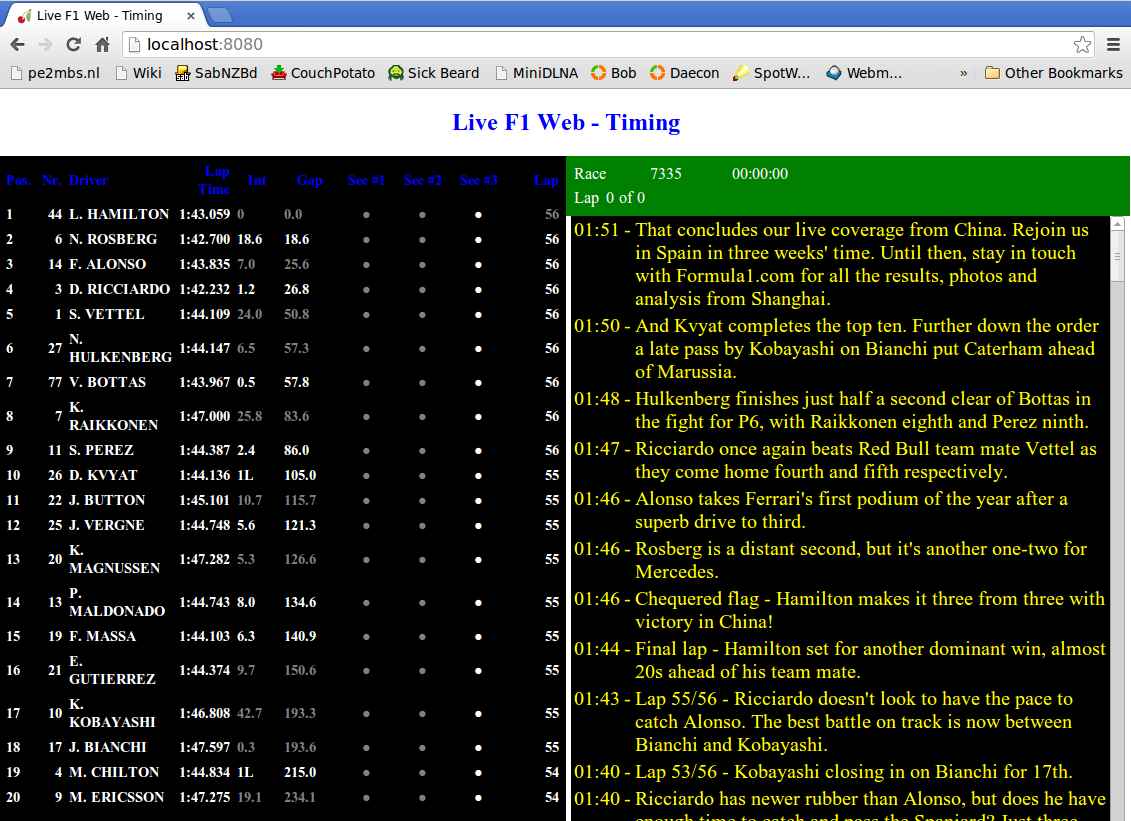 Live F1 Web - Timing
localhost:8080
pe2mbs.nl Wiki SabNZBd CouchPotato Sick Beard MiniDLNA Bob Daecon SpotW... Webm... » Other Bookmarks
Live F1 Web - Timing
Pos. Nr. Driver Lap Time Int Gap Sec #1 Sec #2 Sec #3 Lap
1 44 L. HAMILTON 1:43.059 0 0.0 ● ● ● 56
2 6 N. ROSBERG 1:42.700 18.6 18.6 ● ● ● 56
3 14 F. ALONSO 1:43.835 7.0 25.6 ● ● ● 56
4 3 D. RICCIARDO 1:42.232 1.2 26.8 ● ● ● 56
5 1 S. VETTEL 1:44.109 24.0 50.8 ● ● ● 56
6 27 N. HULKENBERG 1:44.147 6.5 57.3 ● ● ● 56
7 77 V. BOTTAS 1:43.967 0.5 57.8 ● ● ● 56
8 7 K. RAIKKONEN 1:47.000 25.8 83.6 ● ● ● 56
9 11 S. PEREZ 1:44.387 2.4 86.0 ● ● ● 56
10 26 D. KVYAT 1:44.136 1L 105.0 ● ● ● 55
11 22 J. BUTTON 1:45.101 10.7 115.7 ● ● ● 55
12 25 J. VERGNE 1:44.748 5.6 121.3 ● ● ● 55
13 20 K. MAGNUSSEN 1:47.282 5.3 126.6 ● ● ● 55
14 13 P. MALDONADO 1:44.743 8.0 134.6 ● ● ● 55
15 19 F. MASSA 1:44.103 6.3 140.9 ● ● ● 55
16 21 E. GUTIERREZ 1:44.374 9.7 150.6 ● ● ● 55
17 10 K. KOBAYASHI 1:46.808 42.7 193.3 ● ● ● 55
18 17 J. BIANCHI 1:47.597 0.3 193.6 ● ● ● 55
19 4 M. CHILTON 1:44.834 1L 215.0 ● ● ● 54
20 9 M. ERICSSON 1:47.275 19.1 234.1 ● ● ● 54
Race 7335 00:00:00
Lap 0 of 0
01:51 - That concludes our live coverage from China. Rejoin us
in Spain in three weeks' time. Until then, stay in touch
with Formula1.com for all the results, photos and
analysis from Shanghai.
01:50 - And Kvyat completes the top ten. Further down the order
a late pass by Kobayashi on Bianchi put Caterham ahead
of Marussia.
01:48 - Hulkenberg finishes just half a second clear of Bottas in
the fight for P6, with Raikkonen eighth and Perez ninth.
01:47 - Ricciardo once again beats Red Bull team mate Vettel as
they come home fourth and fifth respectively.
01:46 - Alonso takes Ferrari's first podium of the year after a
superb drive to third.
01:46 - Rosberg is a distant second, but it's another one-two for
Mercedes.
01:46 - Chequered flag - Hamilton makes it three from three with
victory in China!
01:44 - Final lap - Hamilton set for another dominant win, almost
20s ahead of his team mate.
01:43 - Lap 55/56 - Ricciardo doesn't look to have the pace to
catch Alonso. The best battle on track is now between
Bianchi and Kobayashi.
01:40 - Lap 53/56 - Kobayashi closing in on Bianchi for 17th.
01:40 - Ricciardo has newer rubber than Alonso, but does he have
enough time to catch and pass the Spaniard? Just three